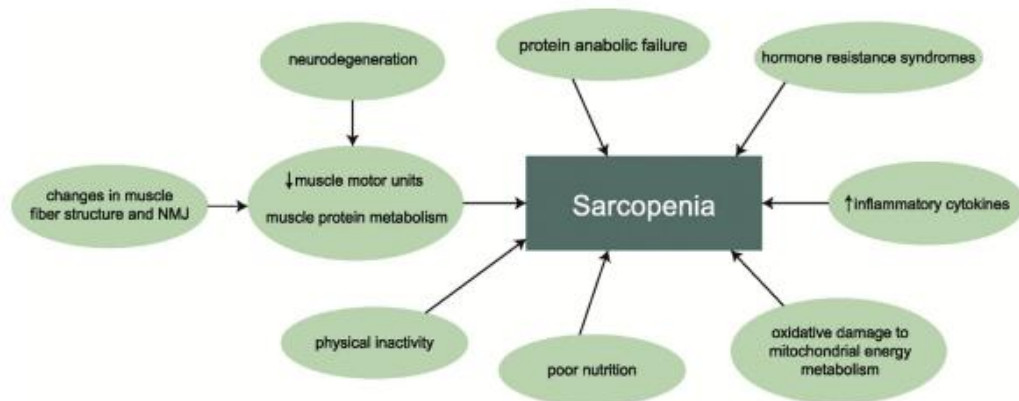 protein anabolic failure
hormone resistance syndromes
neurodegeneration
↓muscle motor units
muscle protein metabolism
changes in muscle
fiber structure and NMJ
Sarcopenia
↑inflammatory cytokines
physical inactivity
poor nutrition
oxidative damage to
mitochondrial energy
metabolism